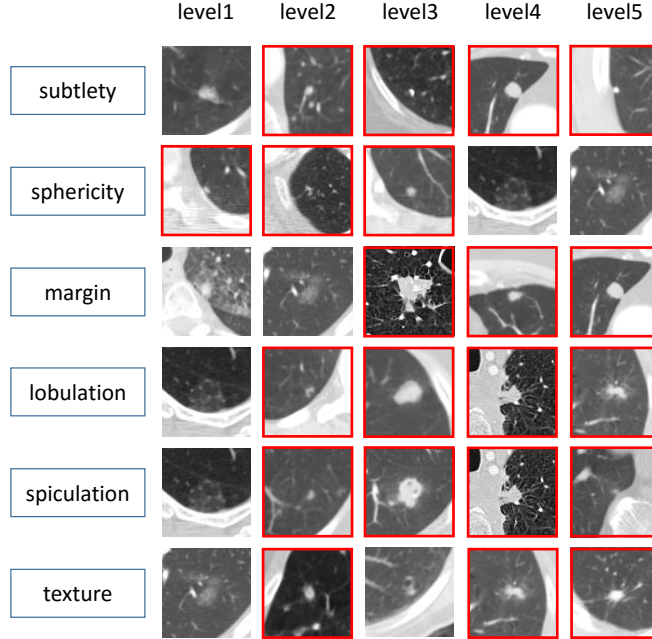 level1 level2 level3 level4 level5
subtlety
sphericity
margin
lobulation
spiculation
texture